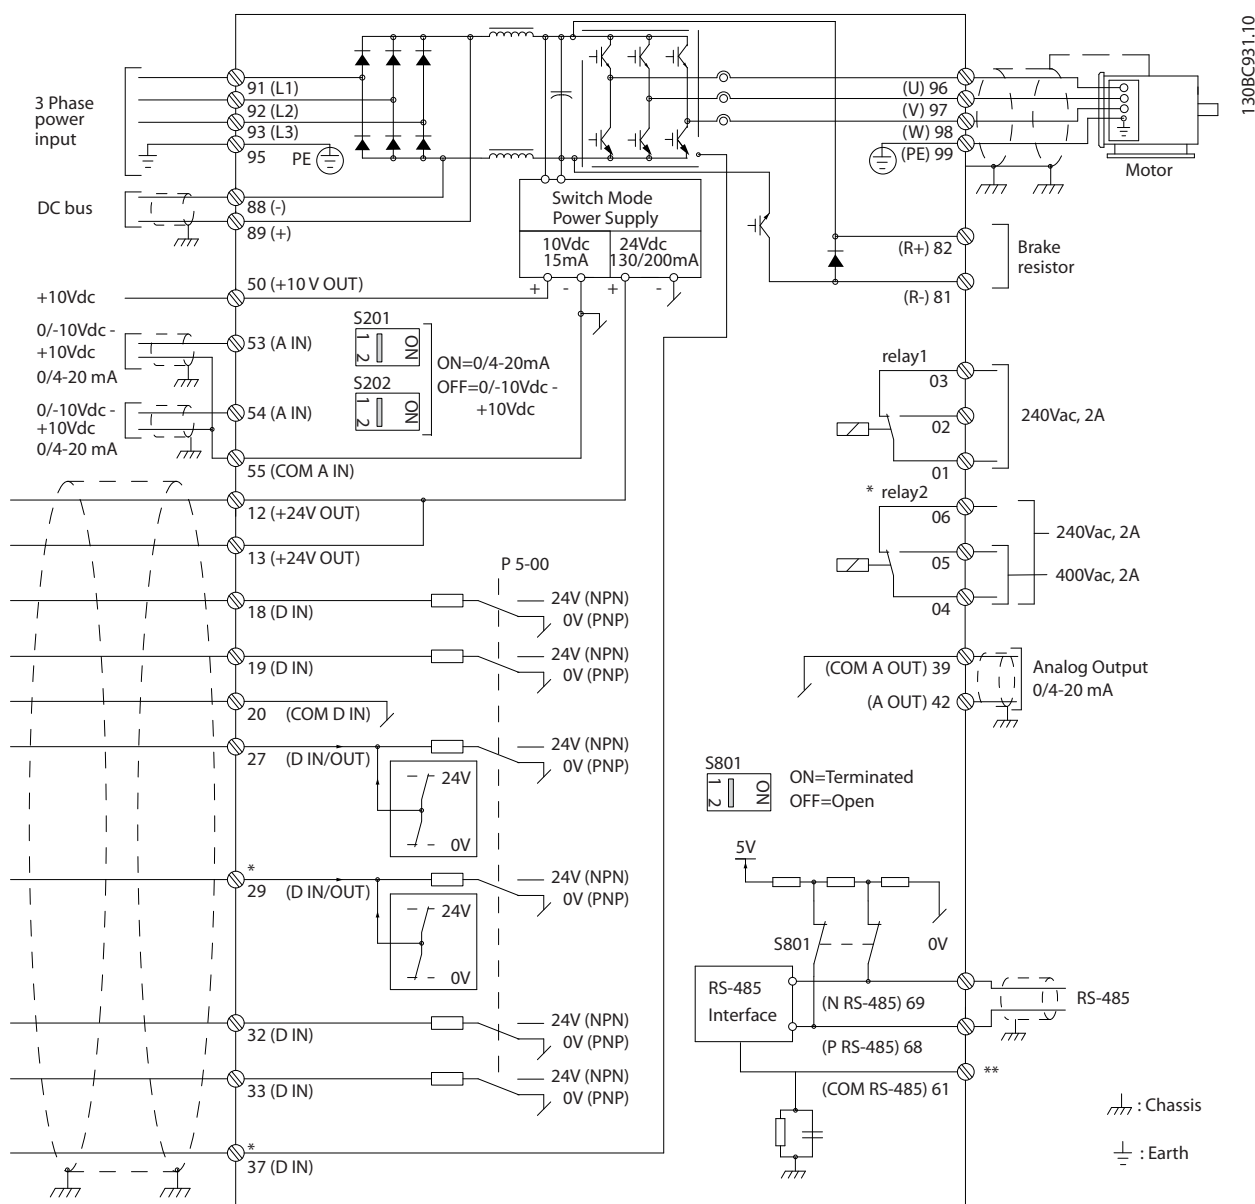 130BC931.10
3 Phase
power
input
91 (L1)
92 (L2)
93 (L3)
95
PE
(U) 96
(V) 97
(W) 98
(PE) 99
Motor
DC bus
88 (-)
89 (+)
Switch Mode
Power Supply
10Vdc
15mA
24Vdc
130/200mA
+
-
+
-
(R+) 82
(R-) 81
Brake
resistor
+10Vdc
50 (+10 V OUT)
0/-10Vdc -
+10Vdc
0/4-20 mA
53 (A IN)
S201
1
2
ON
S202
1
2
ON
ON=0/4-20mA
OFF=0/-10Vdc -
+10Vdc
0/-10Vdc -
+10Vdc
0/4-20 mA
54 (A IN)
55 (COM A IN)
relay1
03
02
01
240Vac, 2A
* relay2
06
05
04
240Vac, 2A
400Vac, 2A
12 (+24V OUT)
13 (+24V OUT)
P 5-00
18 (D IN)
24V (NPN)
0V (PNP)
19 (D IN)
24V (NPN)
0V (PNP)
20 (COM D IN)
27 (D IN/OUT)
24V (NPN)
0V (PNP)
24V
0V
*
29 (D IN/OUT)
24V (NPN)
0V (PNP)
24V
0V
32 (D IN)
24V (NPN)
0V (PNP)
33 (D IN)
24V (NPN)
0V (PNP)
*
37 (D IN)
(COM A OUT) 39
(A OUT) 42
Analog Output
0/4-20 mA
S801
1
2
ON
ON=Terminated
OFF=Open
5V
S801
0V
RS-485
Interface
(N RS-485) 69
RS-485
(P RS-485) 68
(COM RS-485) 61
**
: Chassis
: Earth